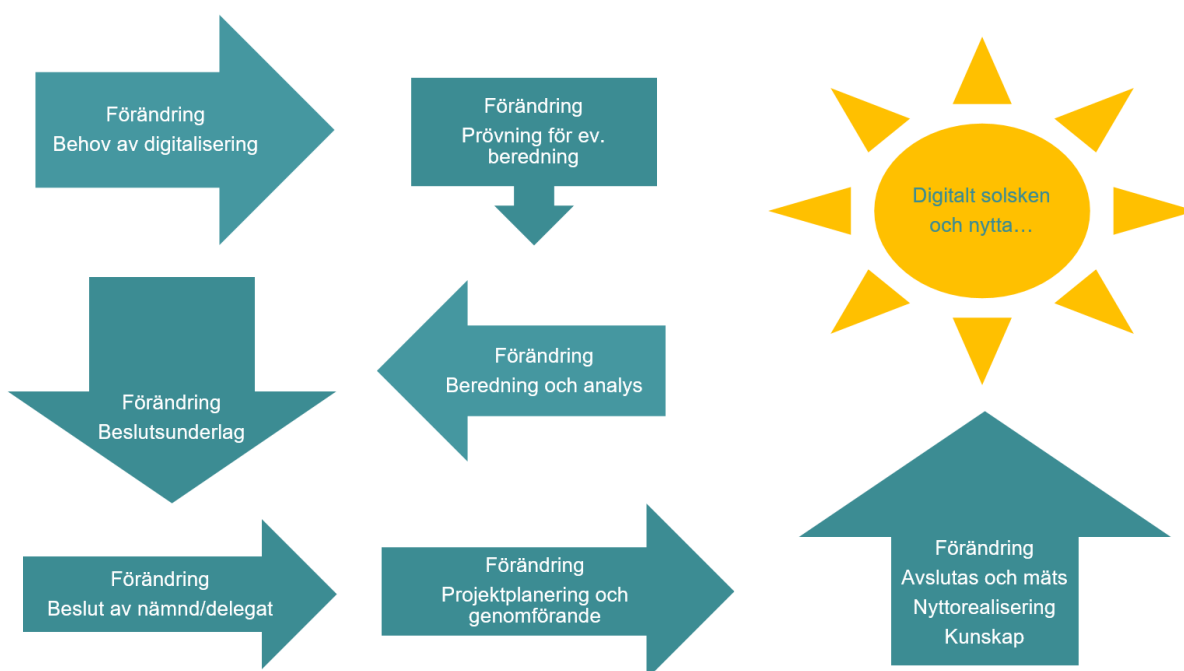 Förändring
Behov av digitalisering
Förändring
Prövning för ev.
beredning
Digitalt solsken
och nytta…
Förändring
Beredning och analys
Förändring
Beslutsunderlag
Förändring
Beslut av nämnd/delegat
Förändring
Projektplanering och
genomförande
Förändring
Avslutas och mäts
Nyttorealisering
Kunskap